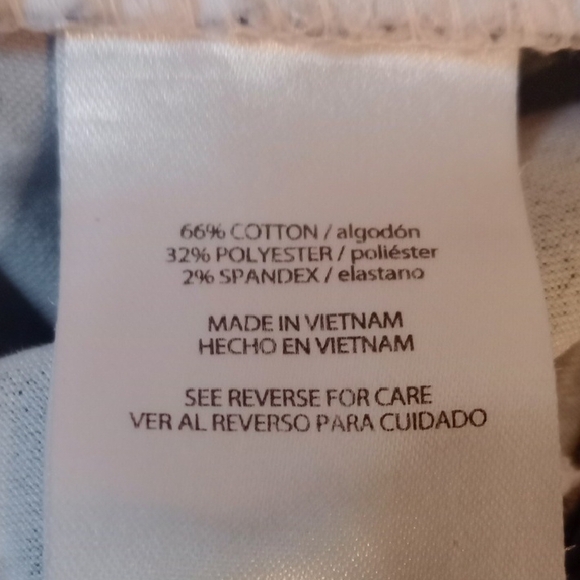 66% COTTON / algodón
32% POLYESTER / poliéster
2% SPANDEX / elastano
MADE IN VIETNAM
HECHO EN VIETNAM
SEE REVERSE FOR CARE
VER AL REVERSO PARA CUIDADO